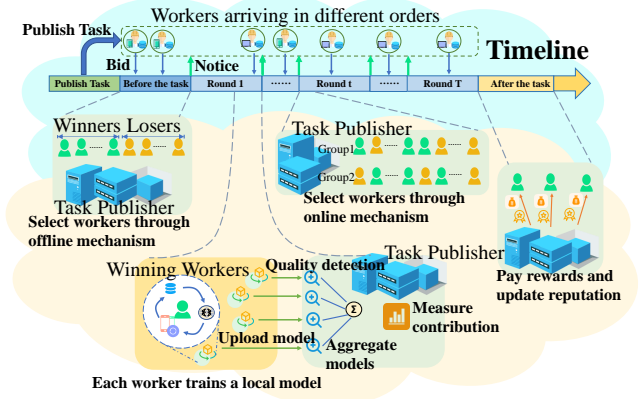 Workers arriving in different orders
Publish Task
Timeline
Bid
Notice
Publish Task
Before the task
Round 1
......
Round t
......
Round T
After the task
Winners Losers
Task Publisher
Select workers through
offline mechanism
Task Publisher
Group1
Group2
Select workers through
online mechanism
Pay rewards and
update reputation
Winning Workers
Quality detection
Task Publisher
Σ
Measure
contribution
Upload model
Aggregate
models
Each worker trains a local model